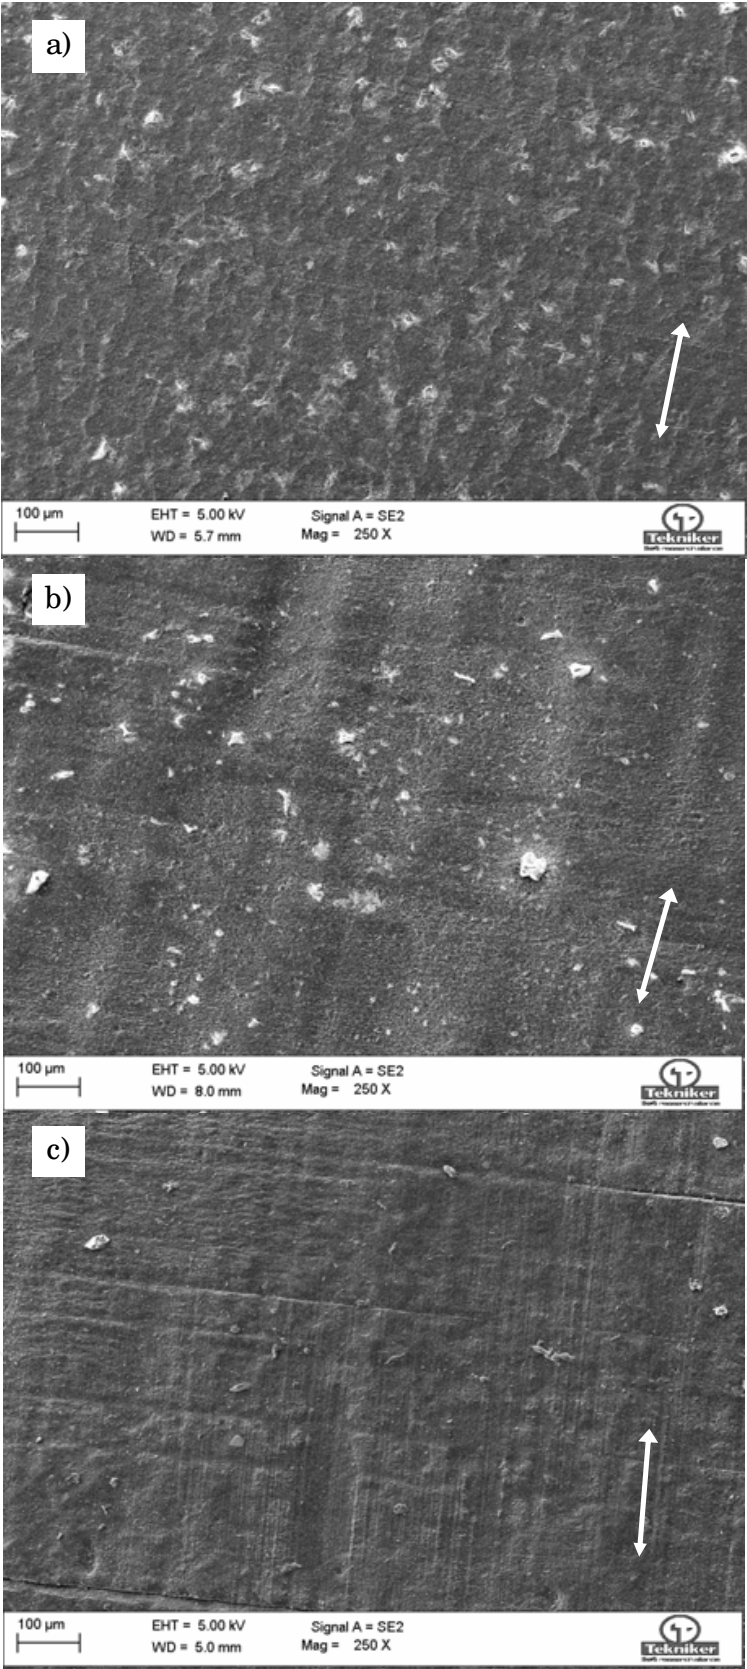 a)
100 µm
EHT = 5.00 kV
Signal A = SE2
WD = 5.7 mm
Mag = 250 X
Tekniker
b)
100 µm
EHT = 5.00 kV
Signal A = SE2
WD = 8.0 mm
Mag = 250 X
Tekniker
c)
100 µm
EHT = 5.00 kV
Signal A = SE2
WD = 5.0 mm
Mag = 250 X
Tekniker